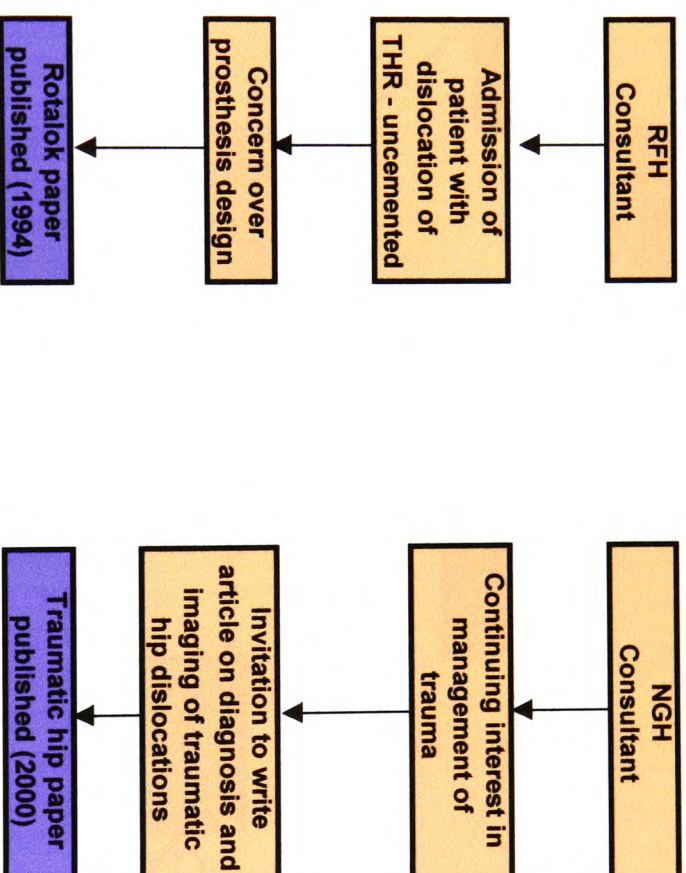 RFH
Consultant
Admission of
patient with
dislocation of
THR - uncemented
Concern over
prosthesis design
Rotalok paper
published (1994)
NGH
Consultant
Continuing interest in
management of
trauma
Invitation to write
article on diagnosis and
imaging of traumatic
hip dislocations
Traumatic hip paper
published (2000)